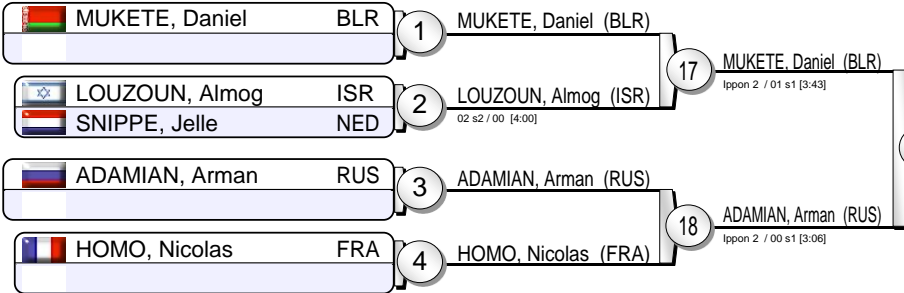 MUKETE, Daniel BLR
1
MUKETE, Daniel (BLR)
17
MUKETE, Daniel (BLR)
Ippon 2 / 01 s1 [3:43]
LOUZOUN, Almog ISR
SNIPPE, Jelle NED
2
LOUZOUN, Almog (ISR)
02 s2 / 00 [4:00]
ADAMIAN, Arman RUS
3
ADAMIAN, Arman (RUS)
18
ADAMIAN, Arman (RUS)
Ippon 2 / 00 s1 [3:06]
HOMO, Nicolas FRA
4
HOMO, Nicolas (FRA)